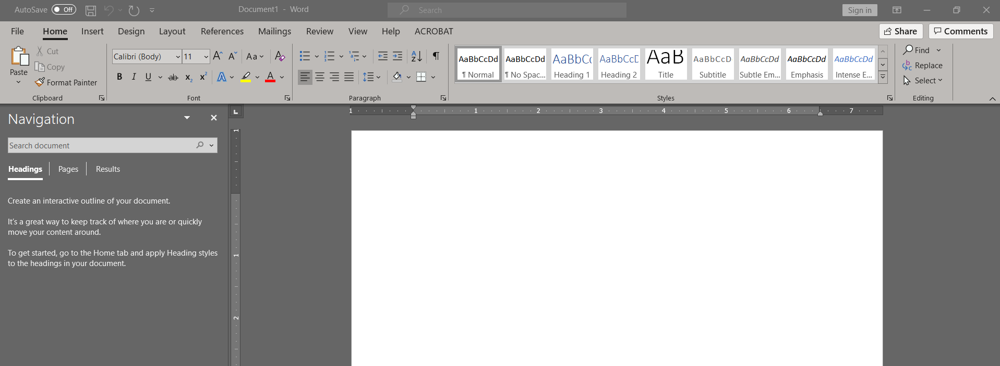 AutoSave Off Document1 - Word Search Sign in
File Home Insert Design Layout References Mailings Review View Help ACROBAT Share Comments
Paste
Cut
Copy
Format Painter
Clipboard
Calibri (Body) 11 A A Aa A
B I U ab x2 x2 A A
Font
A Z ¶
Paragraph
AaBbCcDd AaBbCcDd AaBbCc AaBbCcD AaB AaBbCcD AaBbCcDd AaBbCcDd AaBbCcDd
¶ Normal ¶ No Spac... Heading 1 Heading 2 Title Subtitle Subtle Em... Emphasis Intense E...
Styles
Find
Replace
Select
Editing
Navigation
Search document
Headings Pages Results
Create an interactive outline of your document.
It's a great way to keep track of where you are or quickly
move your content around.
To get started, go to the Home tab and apply Heading styles
to the headings in your document.
1 1 2 3 4 5 6 7
1
1
2